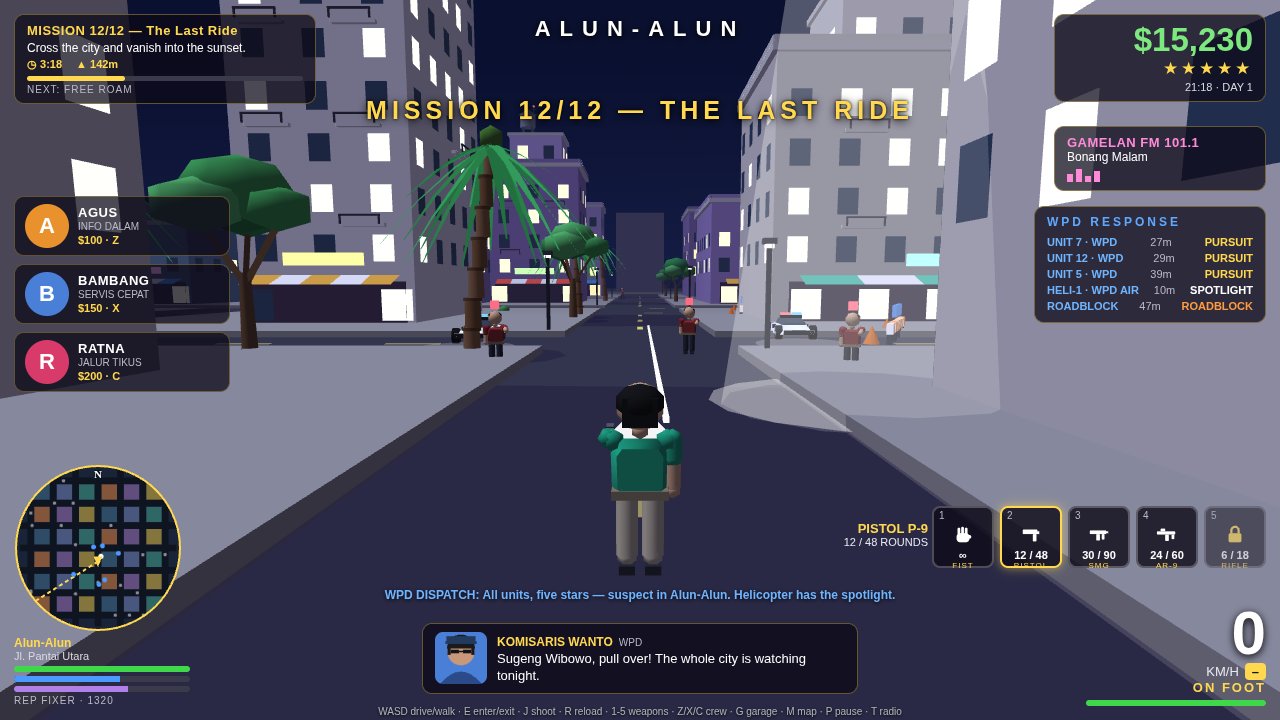 MISSION 12/12 — The Last Ride
Cross the city and vanish into the sunset.
3:18 ▲ 142m
NEXT: FREE ROAM
ALUN-ALUN
MISSION 12/12 — THE LAST RIDE
$15,230
★★★★★
21:18 · DAY 1
GAMELAN FM 101.1
Bonang Malam
WPD RESPONSE
UNIT 7 · WPD 27m PURSUIT
UNIT 12 · WPD 29m PURSUIT
UNIT 5 · WPD 39m PURSUIT
HELI-1 · WPD AIR 10m SPOTLIGHT
ROADBLOCK 47m ROADBLOCK
A
AGUS
INFO DALAM
$100 · Z
B
BAMBANG
SERVIS CEPAT
$150 · X
R
RATNA
JALUR TIKUS
$200 · C
N
Alun-Alun
Jl. Pantai Utara
REP FIXER · 1320
PISTOL P-9
12 / 48 ROUNDS
1
∞
FIST
2
12 / 48
PISTOL
3
30 / 90
SMG
4
24 / 60
AR-9
5
6 / 18
RIFLE
WPD DISPATCH: All units, five stars — suspect in Alun-Alun. Helicopter has the spotlight.
KOMISARIS WANTO WPD
Sugeng Wibowo, pull over! The whole city is watching
tonight.
0
KM/H –
ON FOOT
WASD drive/walk · E enter/exit · J shoot · R reload · 1-5 weapons · Z/X/C crew · G garage · M map · P pause · T radio